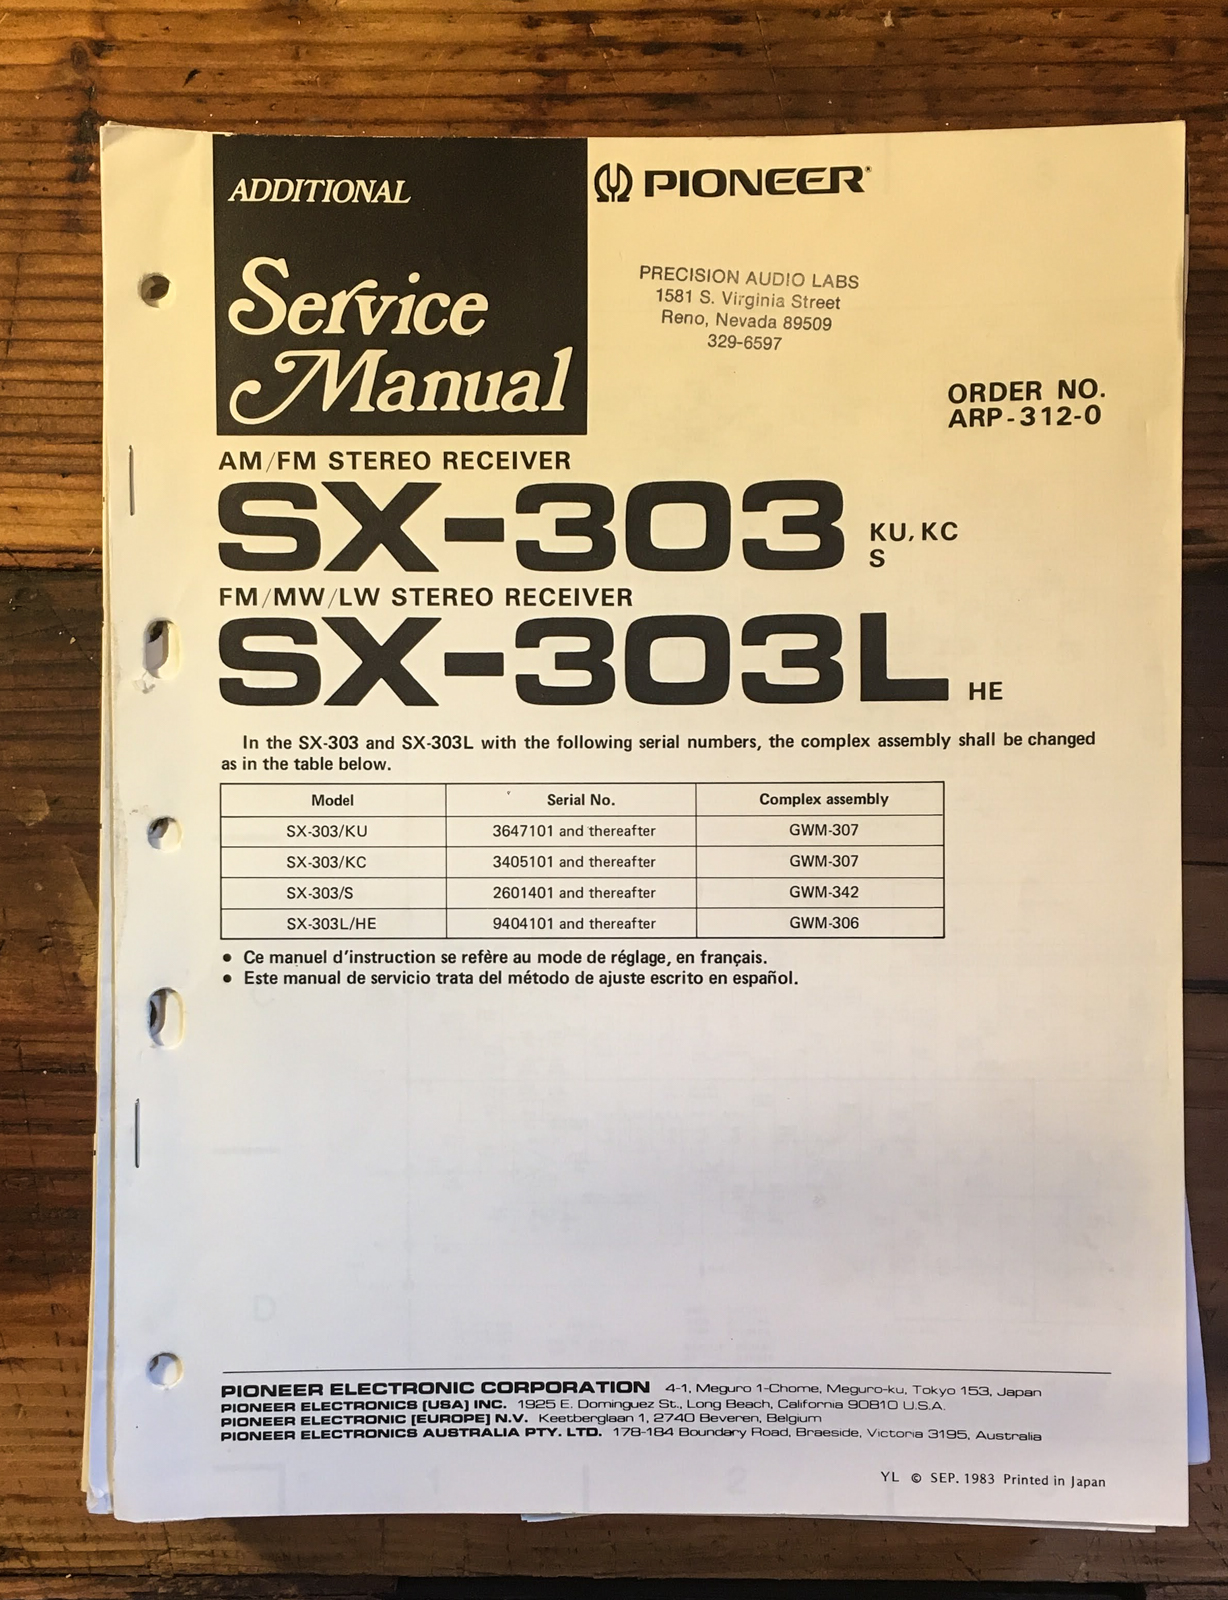 ADDITIONAL
Service
Manual
PIONEER®
PRECISION AUDIO LABS
1581 S. Virginia Street
Reno, Nevada 89509
329-6597
ORDER NO.
ARP-312-0
AM/FM STEREO RECEIVER
SX-303 KU, KC
S
FM/MW/LW STEREO RECEIVER
SX-303L HE
In the SX-303 and SX-303L with the following serial numbers, the complex assembly shall be changed
as in the table below.
Model Serial No. Complex assembly
SX-303/KU 3647101 and thereafter GWM-307
SX-303/KC 3405101 and thereafter GWM-307
SX-303/S 2601401 and thereafter GWM-342
SX-303L/HE 9404101 and thereafter GWM-306
• Ce manuel d'instruction se refère au mode de réglage, en français.
• Este manual de servicio trata del método de ajuste escrito en español.
PIONEER ELECTRONIC CORPORATION 4-1, Meguro 1-Chome, Meguro-ku, Tokyo 153, Japan
PIONEER ELECTRONICS [USA] INC. 1925 E. Dominguez St., Long Beach, California 90810 U.S.A.
PIONEER ELECTRONIC [EUROPE] N.V. Keetberglaan 1, 2740 Beveren, Belgium
PIONEER ELECTRONICS AUSTRALIA PTY. LTD. 178-184 Boundary Road, Braeside, Victoria 3195, Australia
YL © SEP. 1983 Printed in Japan